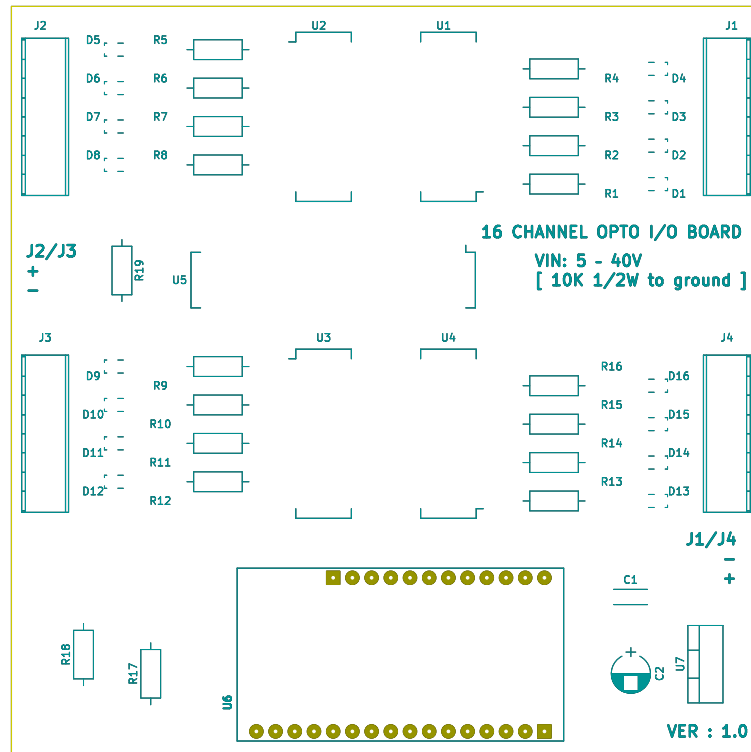 J2 U2 U1 J1
D5 R5
D6 R6 R4 D4
D7 R7 R3 D3
D8 R8 R2 D2
R1 D1
16 CHANNEL OPTO I/O BOARD
J2/J3
VIN: 5 - 40V
+
R19
U5
[ 10K 1/2W to ground ]
-
J3 U3 U4 J4
R16
D9 R9 D16
R15
D10 R10 D15
R14
D11 R11 D14
R13
D12 R12 D13
J1/J4
-
C1 +
R18
R17
U6
+
C2
U7
VER : 1.0